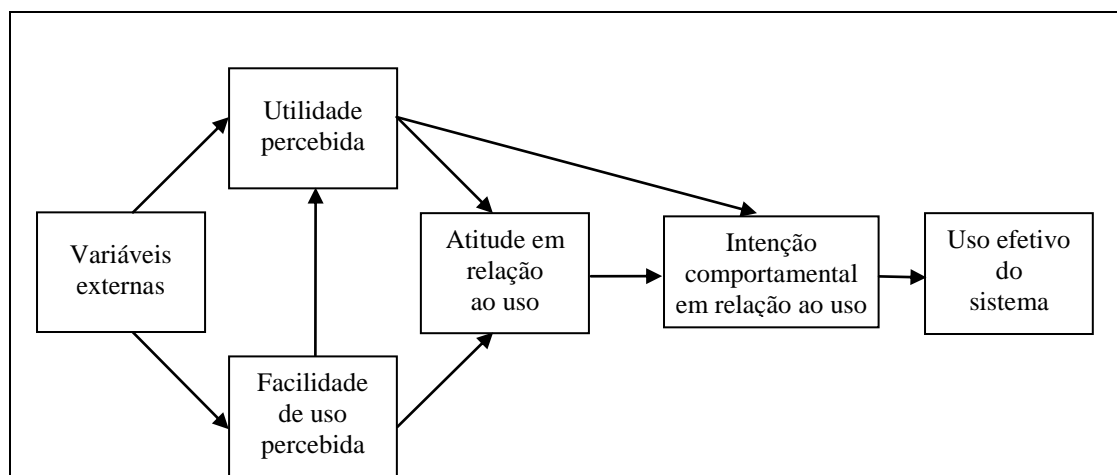 Utilidade
percebida
Variáveis
externas
Atitude em
relação
ao uso
Intenção
comportamental
em relação ao uso
Uso efetivo
do
sistema
Facilidade
de uso
percebida